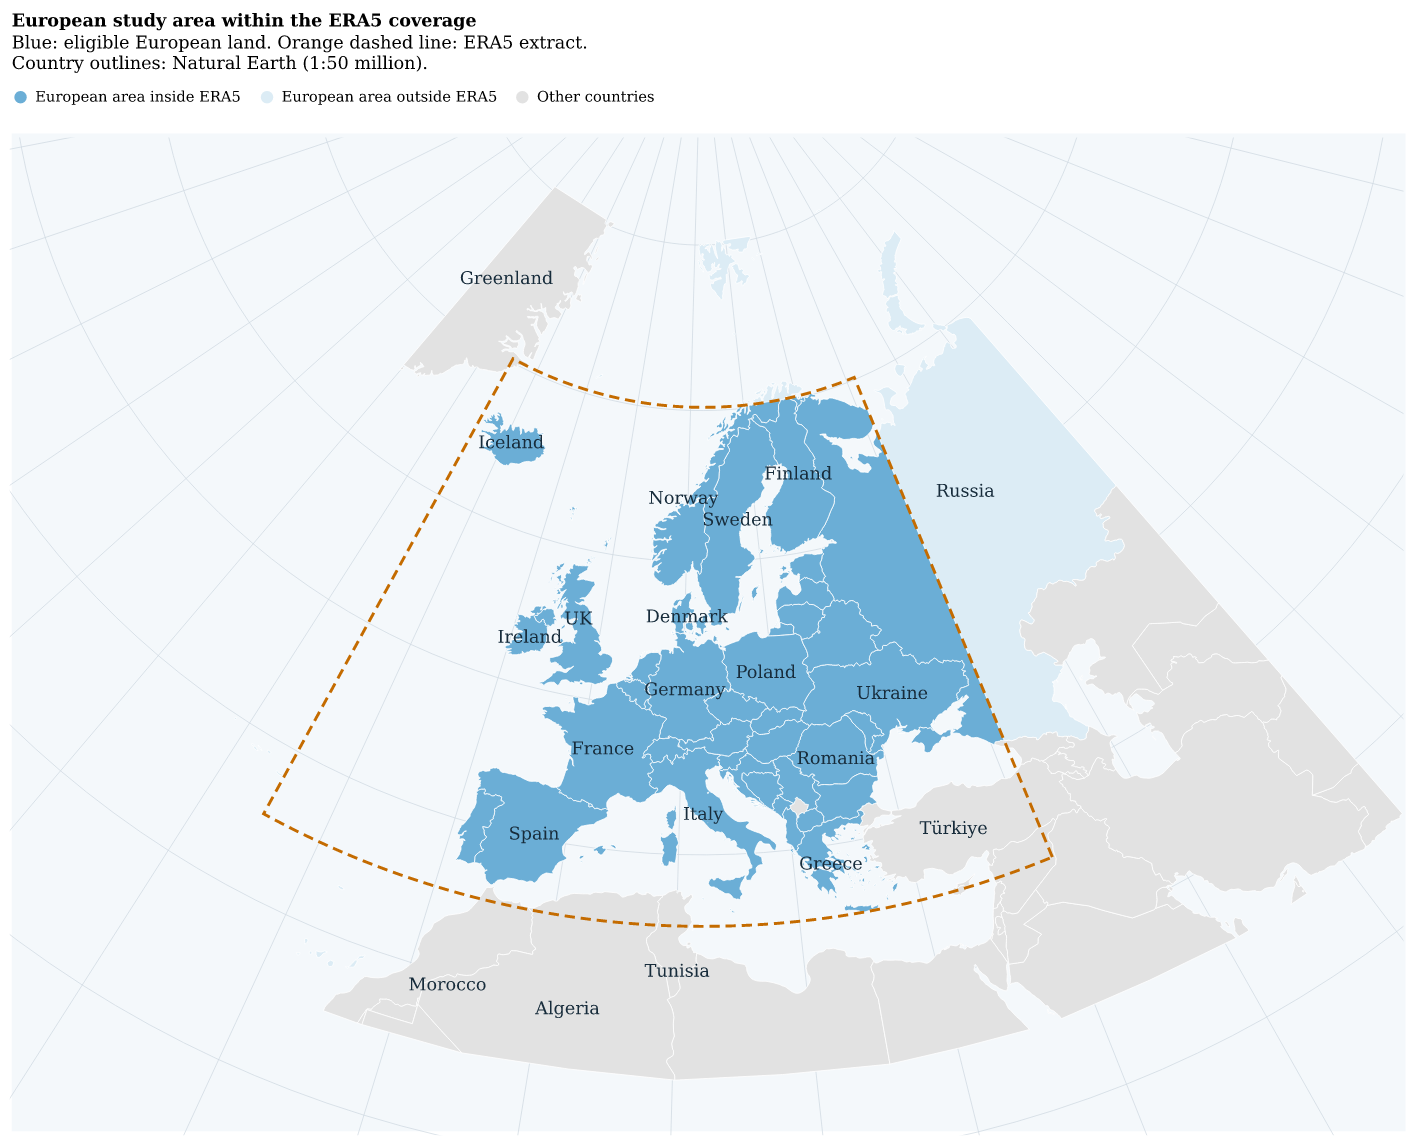 European study area within the ERA5 coverage
Blue: eligible European land. Orange dashed line: ERA5 extract.
Country outlines: Natural Earth (1:50 million).
European area inside ERA5
European area outside ERA5
Other countries
Greenland
Iceland
Finland
Russia
Norway
Sweden
Denmark
UK
Ireland
Poland
Germany
Ukraine
France
Romania
Italy
Türkiye
Spain
Greece
Tunisia
Morocco
Algeria